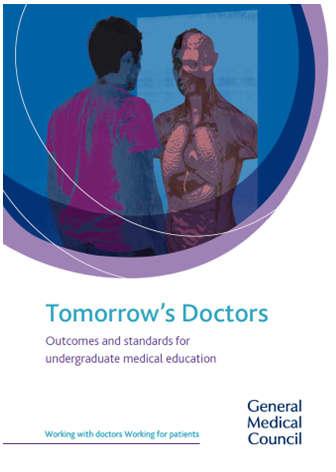 Tomorrow's Doctors
Outcomes and standards for
undergraduate medical education
General
Medical
Council
Working with doctors Working for patients